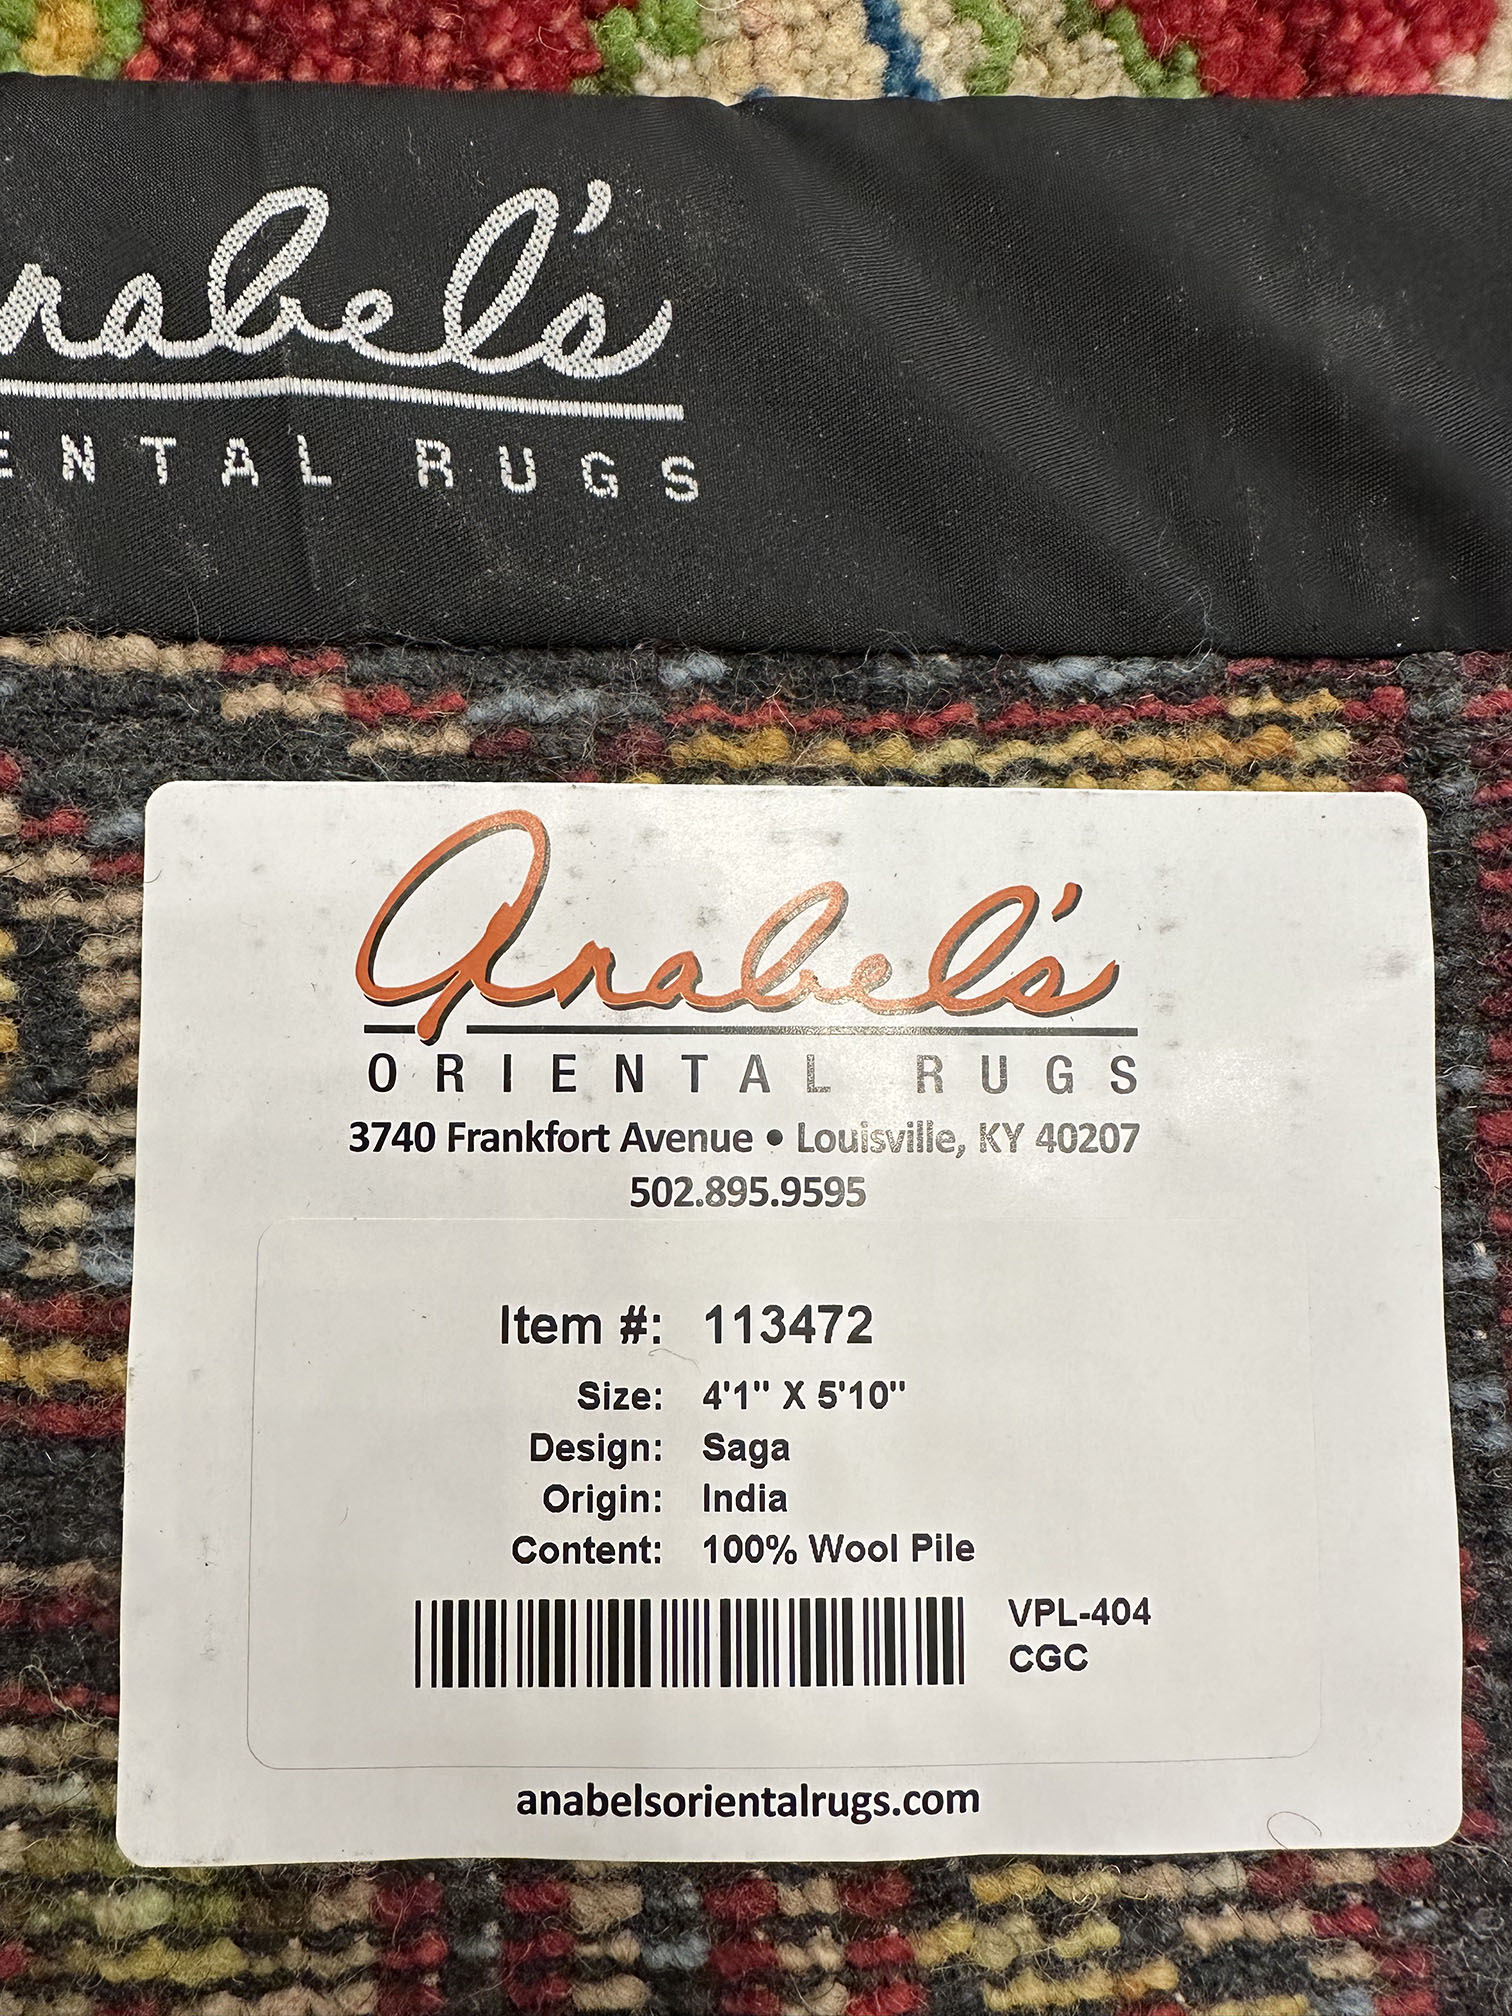 nabel's
ENTAL RUGS
Anabel's
ORIENTAL RUGS
3740 Frankfort Avenue • Louisville, KY 40207
502.895.9595
Item #: 113472
Size: 4'1" X 5'10"
Design: Saga
Origin: India
Content: 100% Wool Pile
VPL-404
CGC
anabelsorientalrugs.com